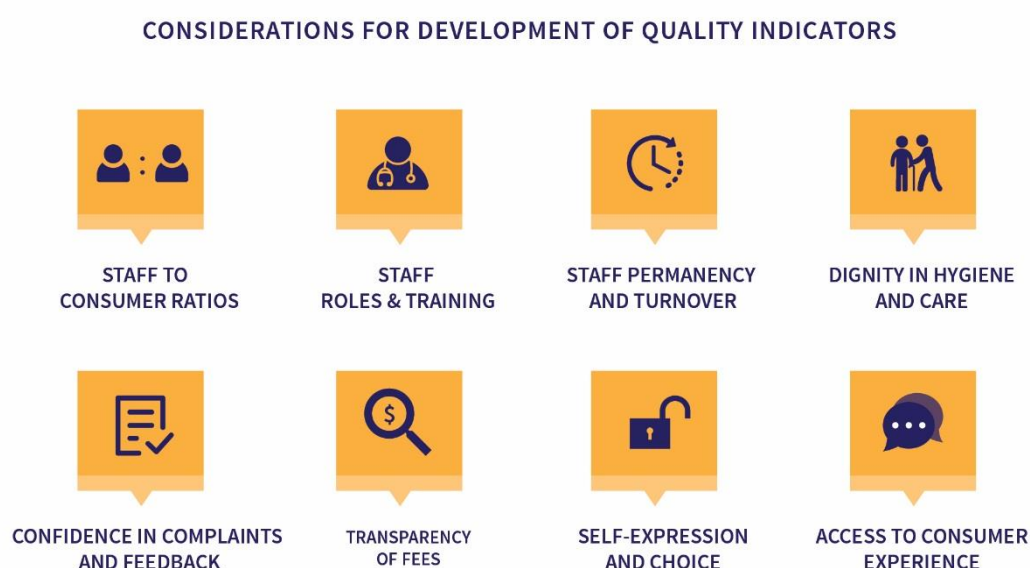 CONSIDERATIONS FOR DEVELOPMENT OF QUALITY INDICATORS
STAFF TO
CONSUMER RATIOS
STAFF
ROLES & TRAINING
STAFF PERMANENCY
AND TURNOVER
DIGNITY IN HYGIENE
AND CARE
$
CONFIDENCE IN COMPLAINTS
AND FEEDBACK
TRANSPARENCY
OF FEES
SELF-EXPRESSION
AND CHOICE
ACCESS TO CONSUMER
EXPERIENCE